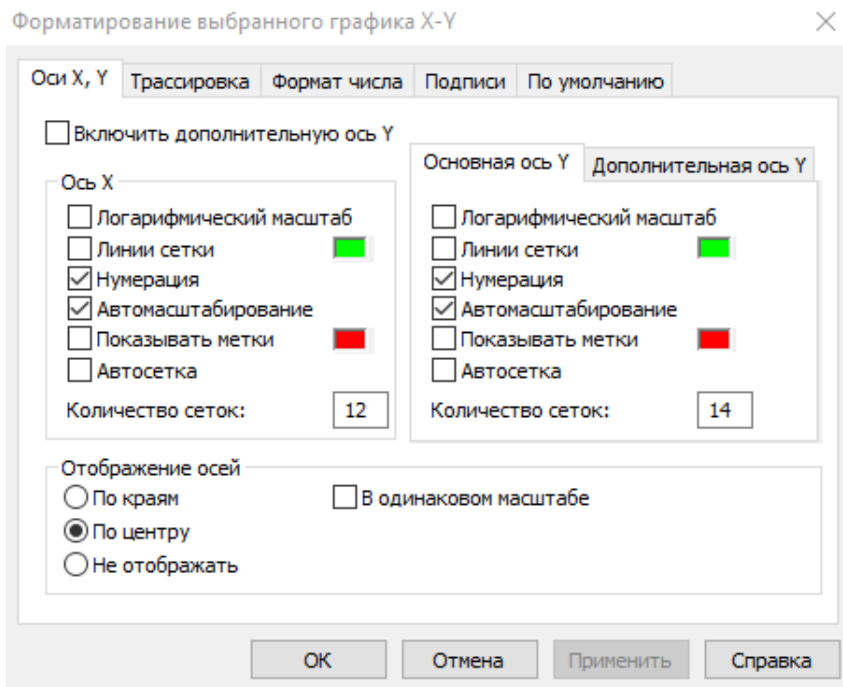 Форматирование выбранного графика X-Y
Оси X, Y
Трассировка
Формат числа
Подписи
По умолчанию
Включить дополнительную ось Y
Ось X
Логарифмический масштаб
Линии сетки
Нумерация
Автомасштабирование
Показывать метки
Автосетка
Количество сеток: 12
Основная ось Y
Дополнительная ось Y
Логарифмический масштаб
Линии сетки
Нумерация
Автомасштабирование
Показывать метки
Автосетка
Количество сеток: 14
Отображение осей
По краям
В одинаковом масштабе
По центру
Не отображать
ОК
Отмена
Применить
Справка